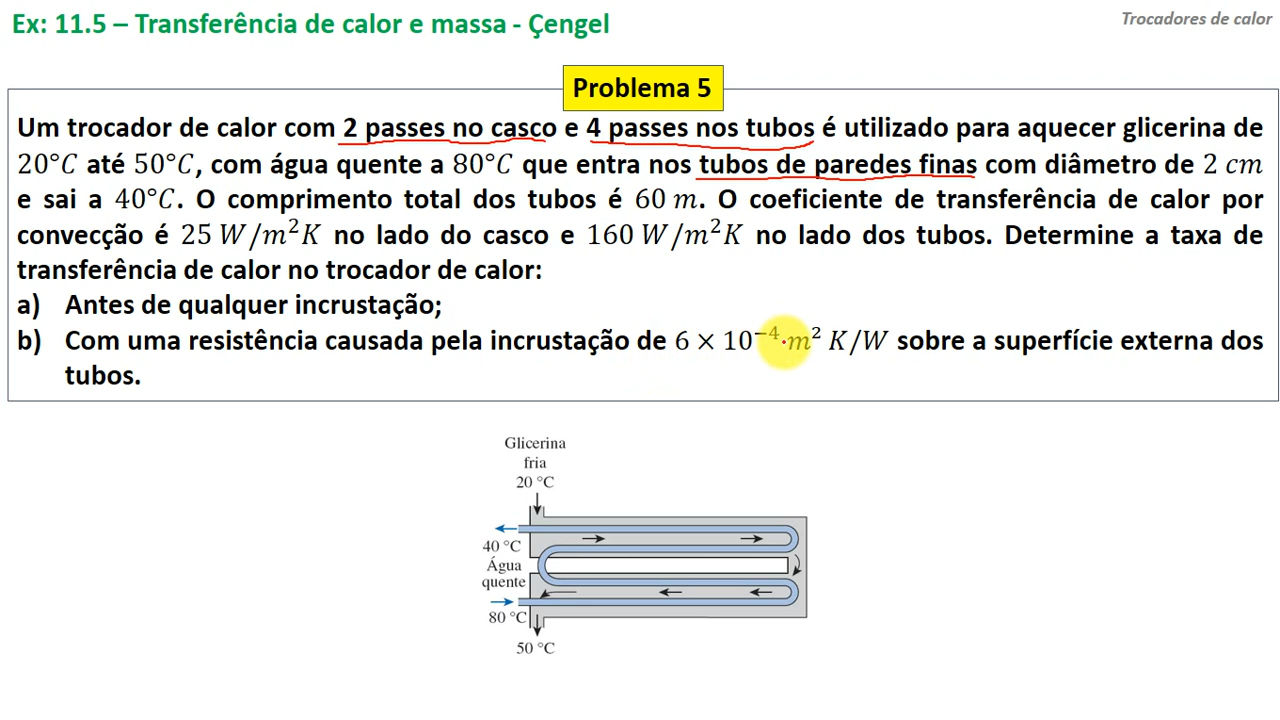 Ex: 11.5 – Transferência de calor e massa - Çengel
Trocadores de calor
Problema 5
Um trocador de calor com 2 passes no casco e 4 passes nos tubos é utilizado para aquecer glicerina de
20°C até 50°C, com água quente a 80°C que entra nos tubos de paredes finas com diâmetro de 2 cm
e sai a 40°C. O comprimento total dos tubos é 60 m. O coeficiente de transferência de calor por
convecção é 25 W/m²K no lado do casco e 160 W/m²K no lado dos tubos. Determine a taxa de
transferência de calor no trocador de calor:
a) Antes de qualquer incrustação;
b) Com uma resistência causada pela incrustação de 6 × 10⁻⁴ m² K/W sobre a superfície externa dos
tubos.
Glicerina
fria
20 °C
40 °C
Água
quente
80 °C
50 °C